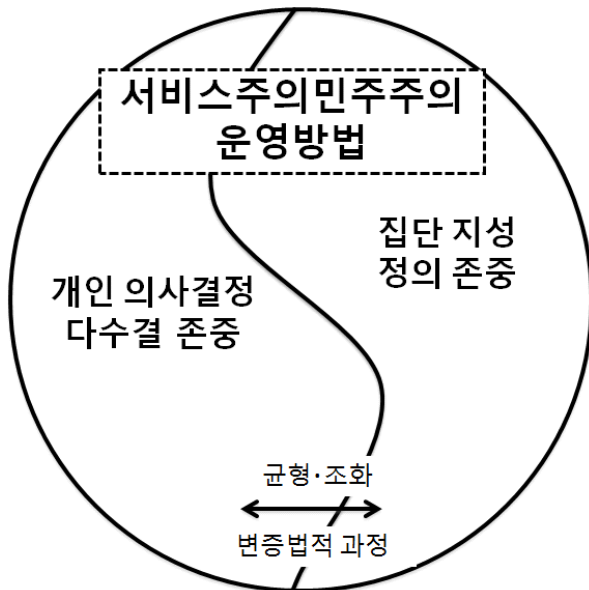 서비스주의민주주의
운영방법
집단 지성
정의 존중
개인 의사결정
다수결 존중
균형·조화
변증법적 과정